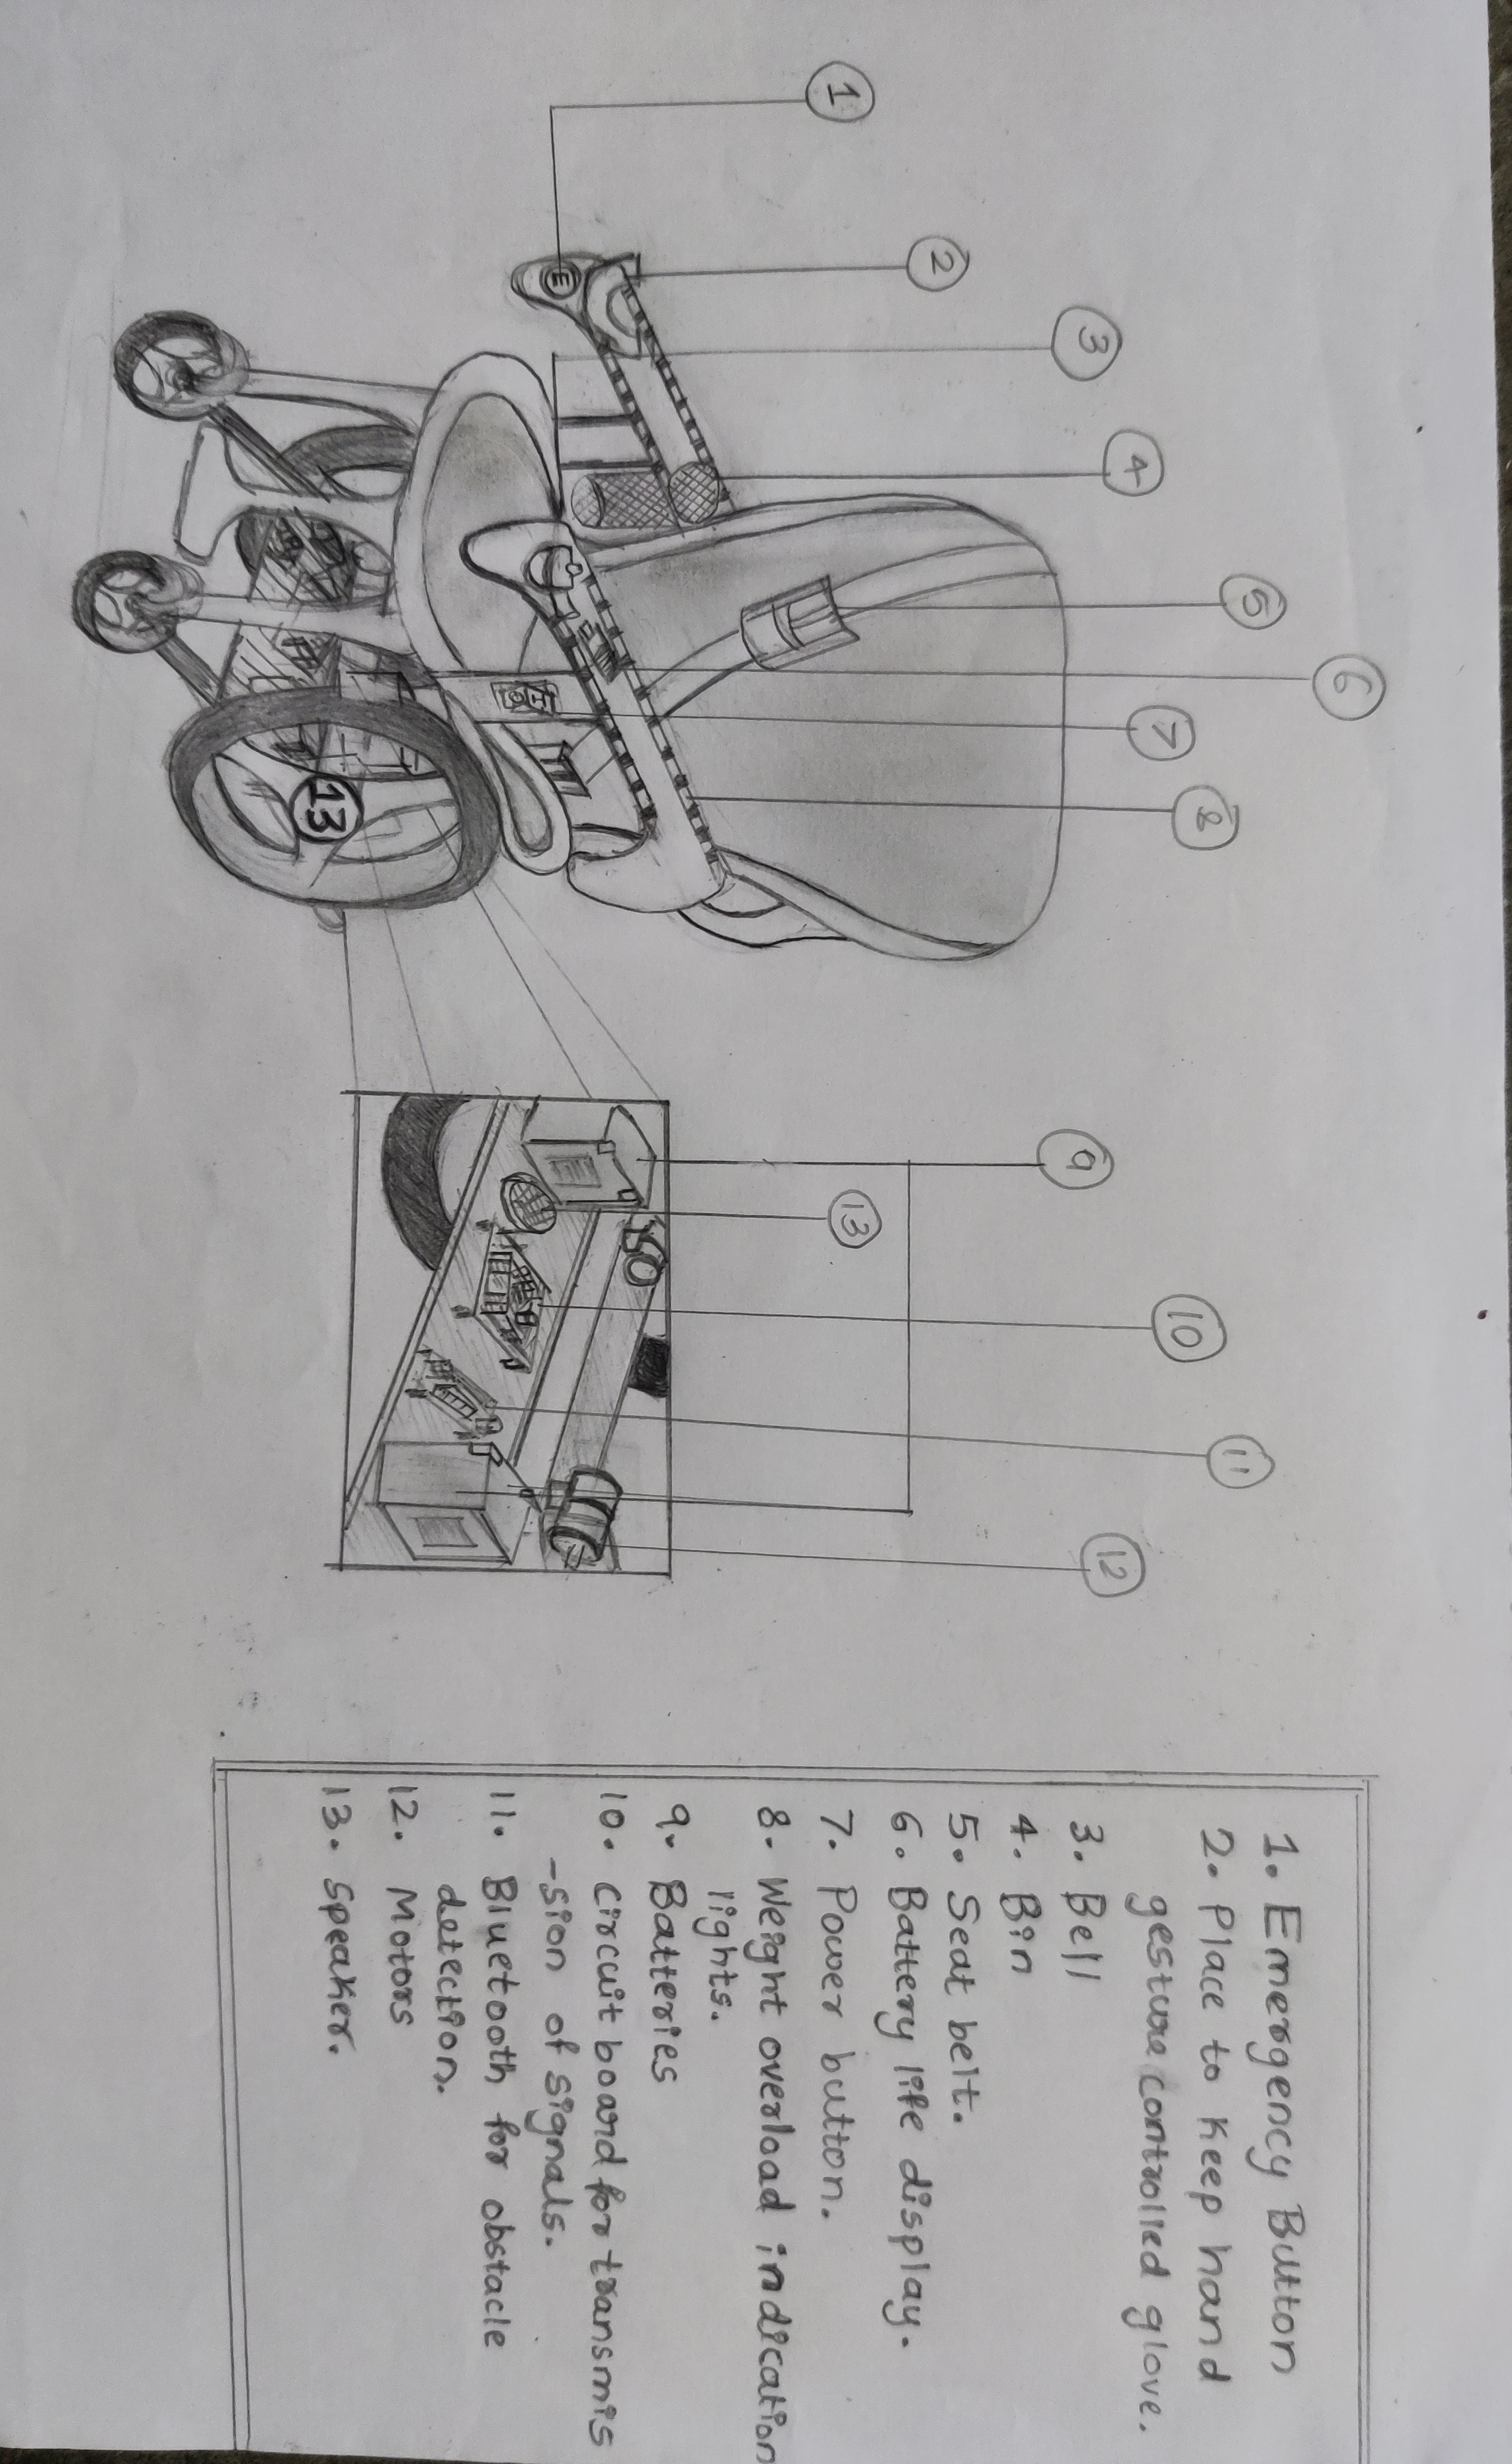 6
5
11
8
10
7
4
12
3
9
2
13
1
E
13
1. Emergency Button
2. Place to keep hand
gesture controlled glove.
3. Bell
4. Bin
5. Seat belt.
6. Battery life display.
7. Power button.
8. Weight overload indication
lights.
9. Batteries
10. circuit board for transmis
-sion of signals.
11. Bluetooth for obstacle
detection.
12. Motors
13. Speaker.